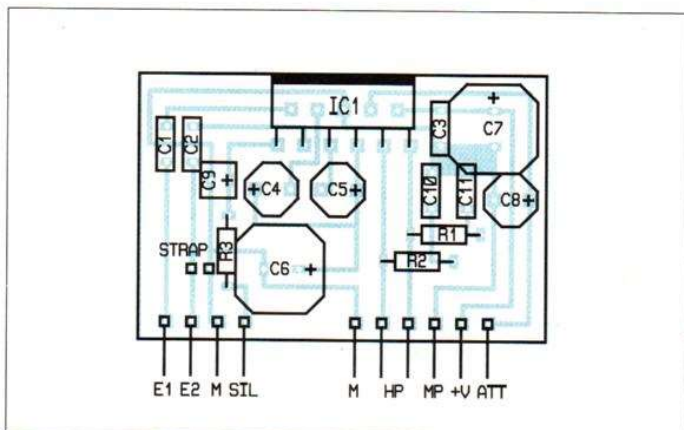 IC1
C7
C3
C1
C2
C9
C4
C5
C10
C11
C8
STRAP
R3
R1
R2
C6
E1 E2 M SIL M HP MP +V ATT